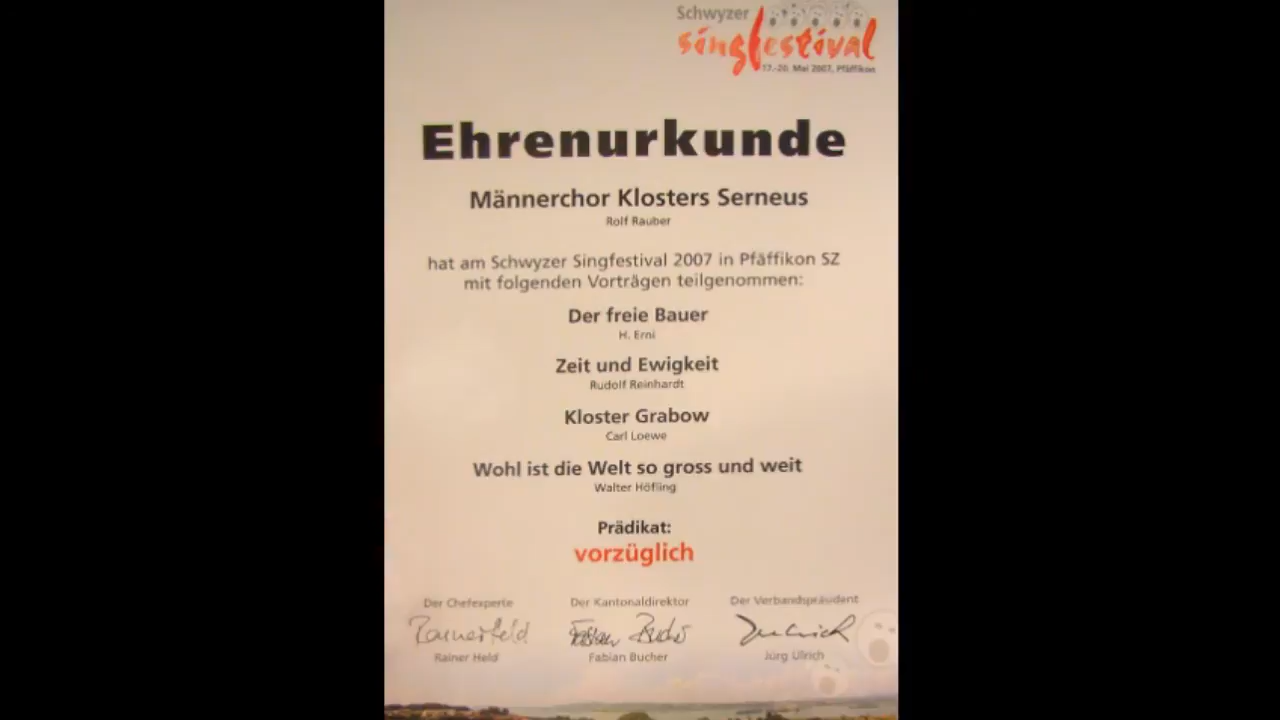 Schwyzer
singfestival
17.-20. Mai 2007, Pfäffikon
Ehrenurkunde
Männerchor Klosters Serneus
Rolf Rauber
hat am Schwyzer Singfestival 2007 in Pfäffikon SZ
mit folgenden Vorträgen teilgenommen:
Der freie Bauer
H. Erni
Zeit und Ewigkeit
Rudolf Reinhardt
Kloster Grabow
Carl Loewe
Wohl ist die Welt so gross und weit
Walter Höfling
Prädikat:
vorzüglich
Der Chefexperte Der Kantonaldirektor Der Verbandspräsident
Rainer Held Fabian Bucher Jürg Ulrich